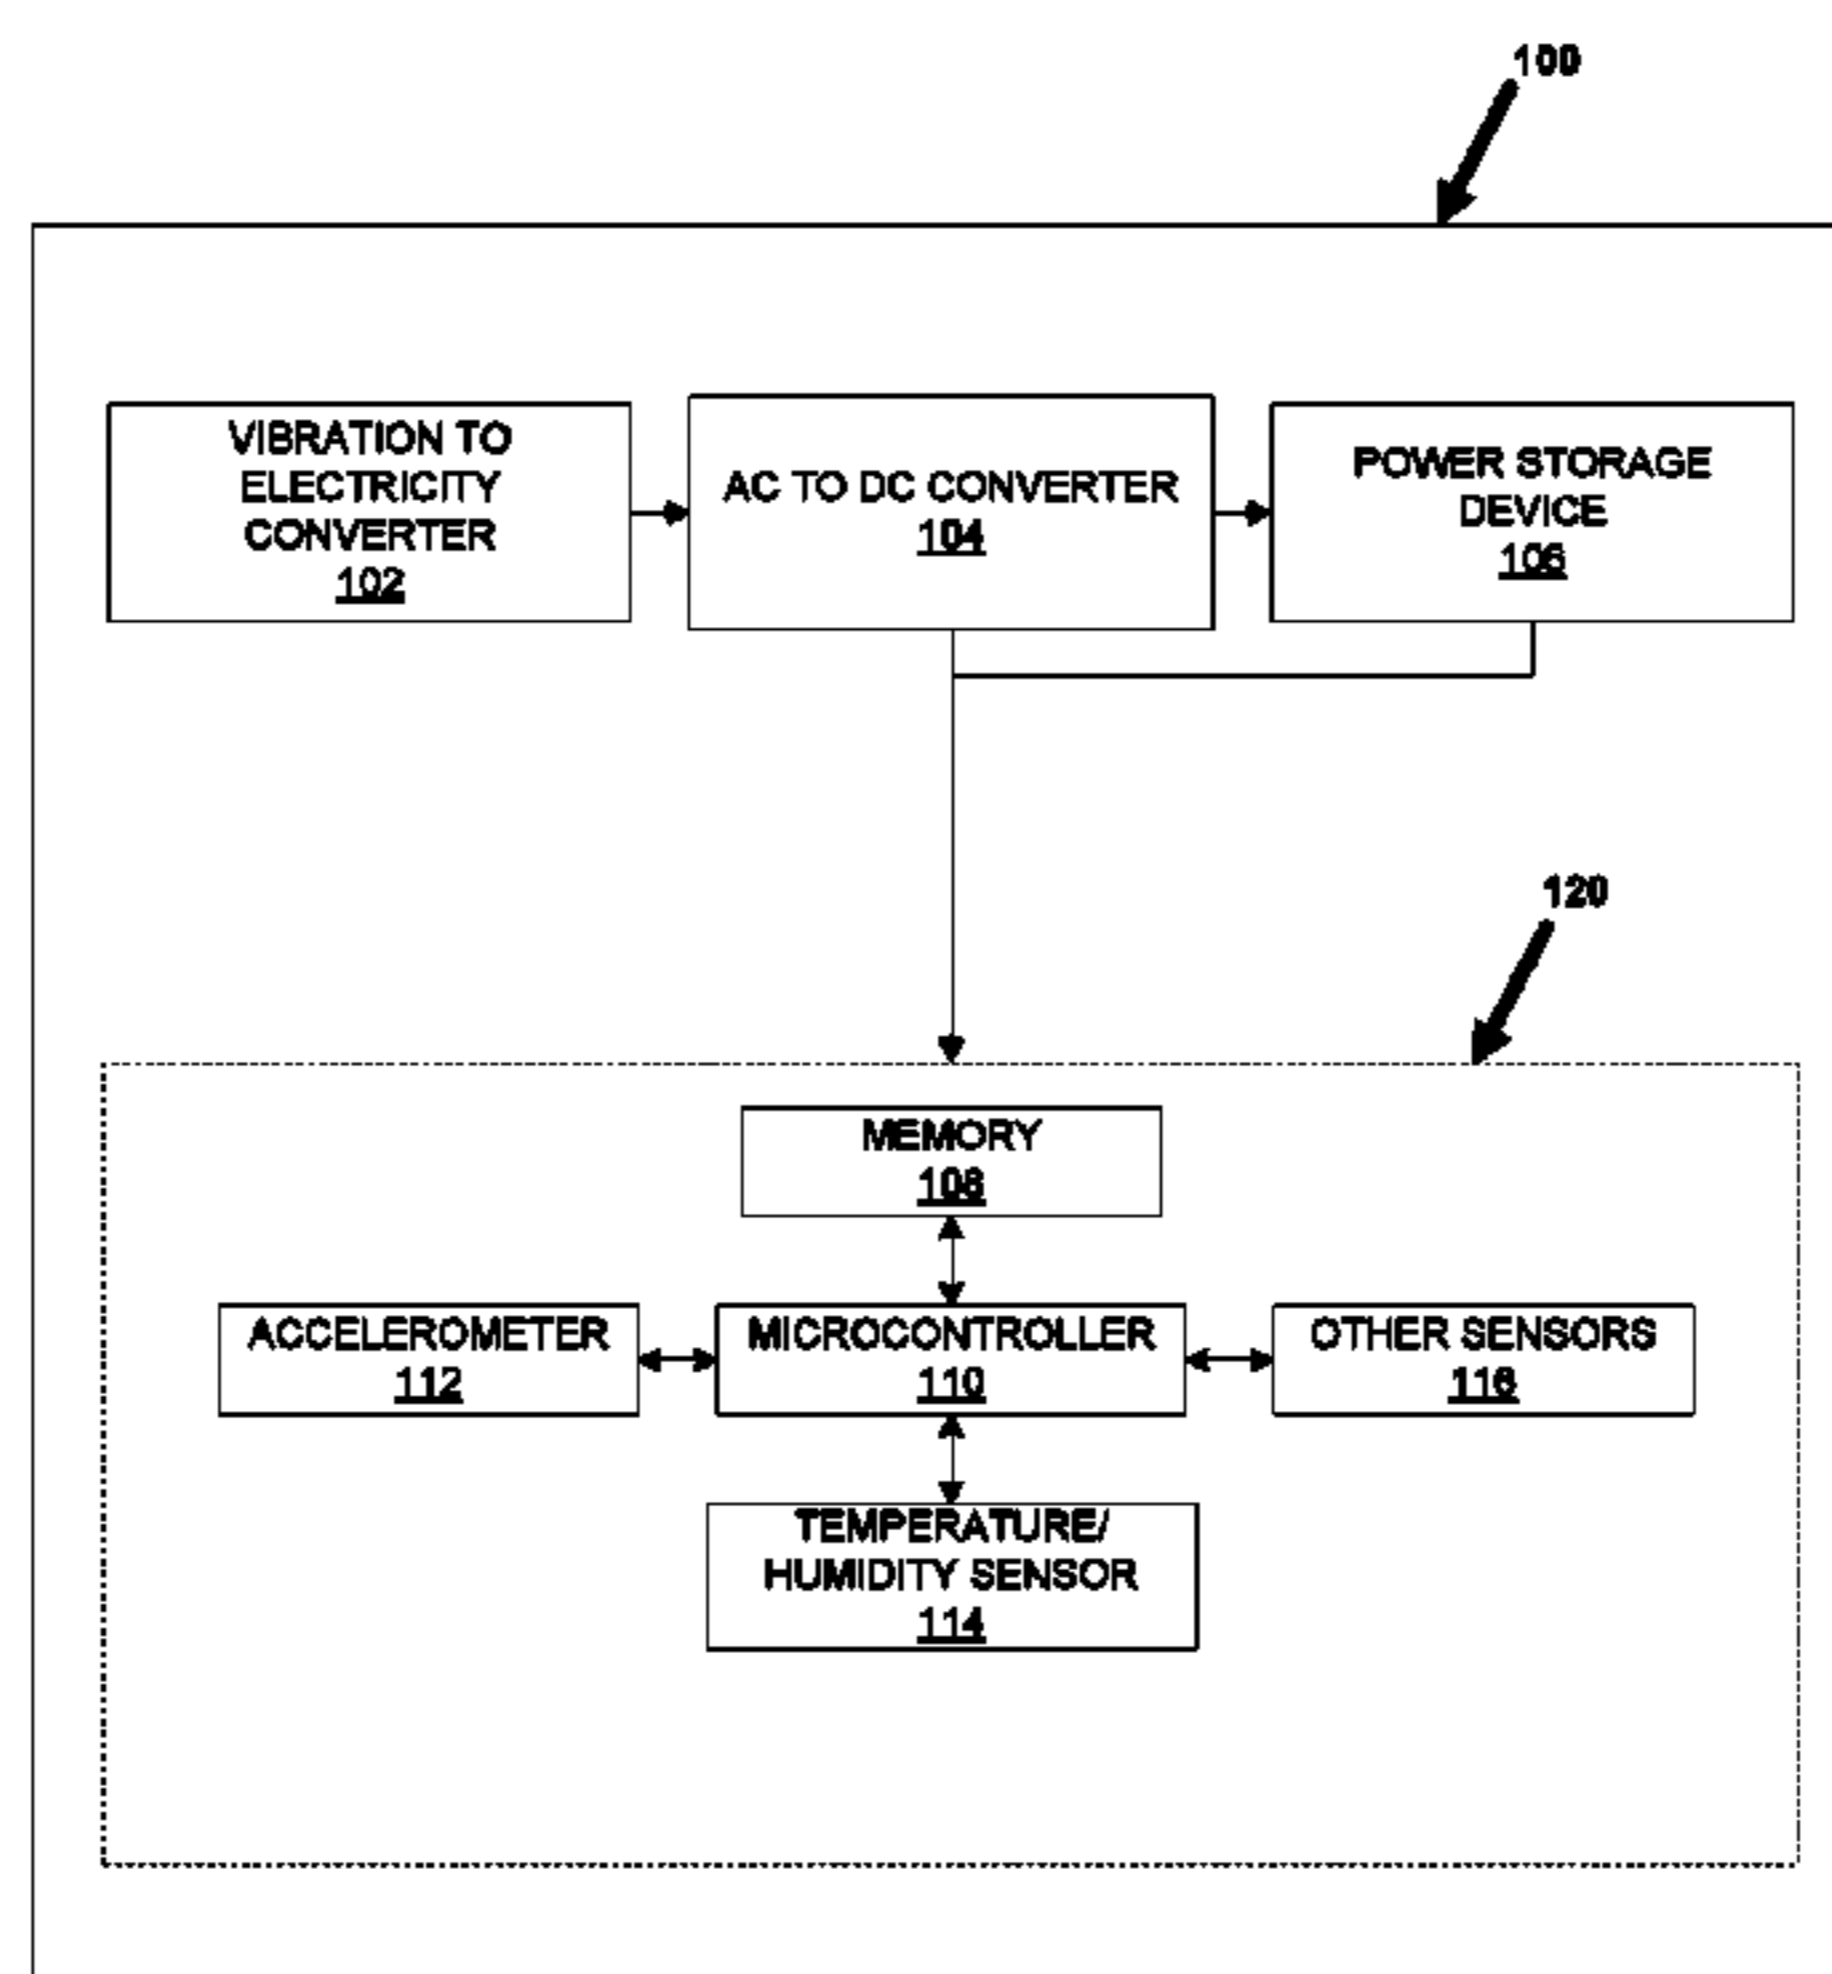 100
VIBRATION TO
ELECTRICITY
CONVERTER
102
AC TO DC CONVERTER
104
POWER STORAGE
DEVICE
106
120
MEMORY
108
ACCELEROMETER
112
MICROCONTROLLER
110
OTHER SENSORS
116
TEMPERATURE/
HUMIDITY SENSOR
114